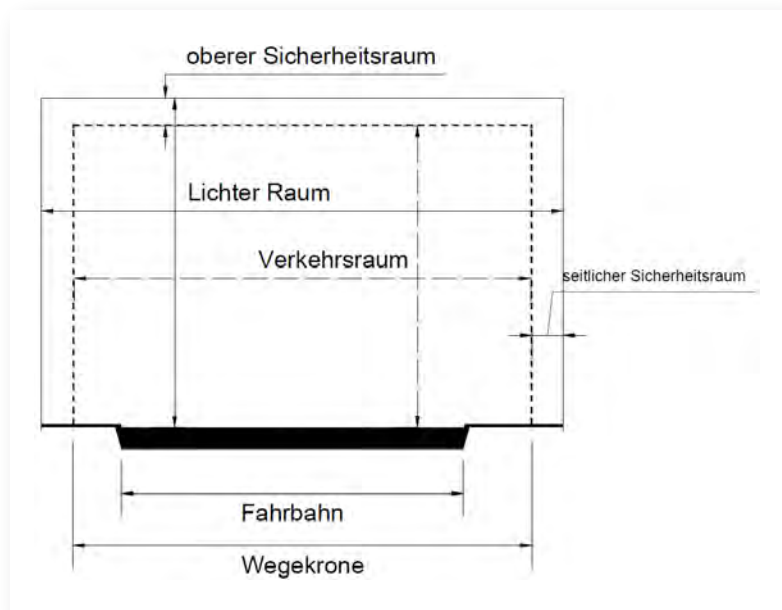 oberer Sicherheitsraum
Lichter Raum
Verkehrsraum
seitlicher Sicherheitsraum
Fahrbahn
Wegekrone